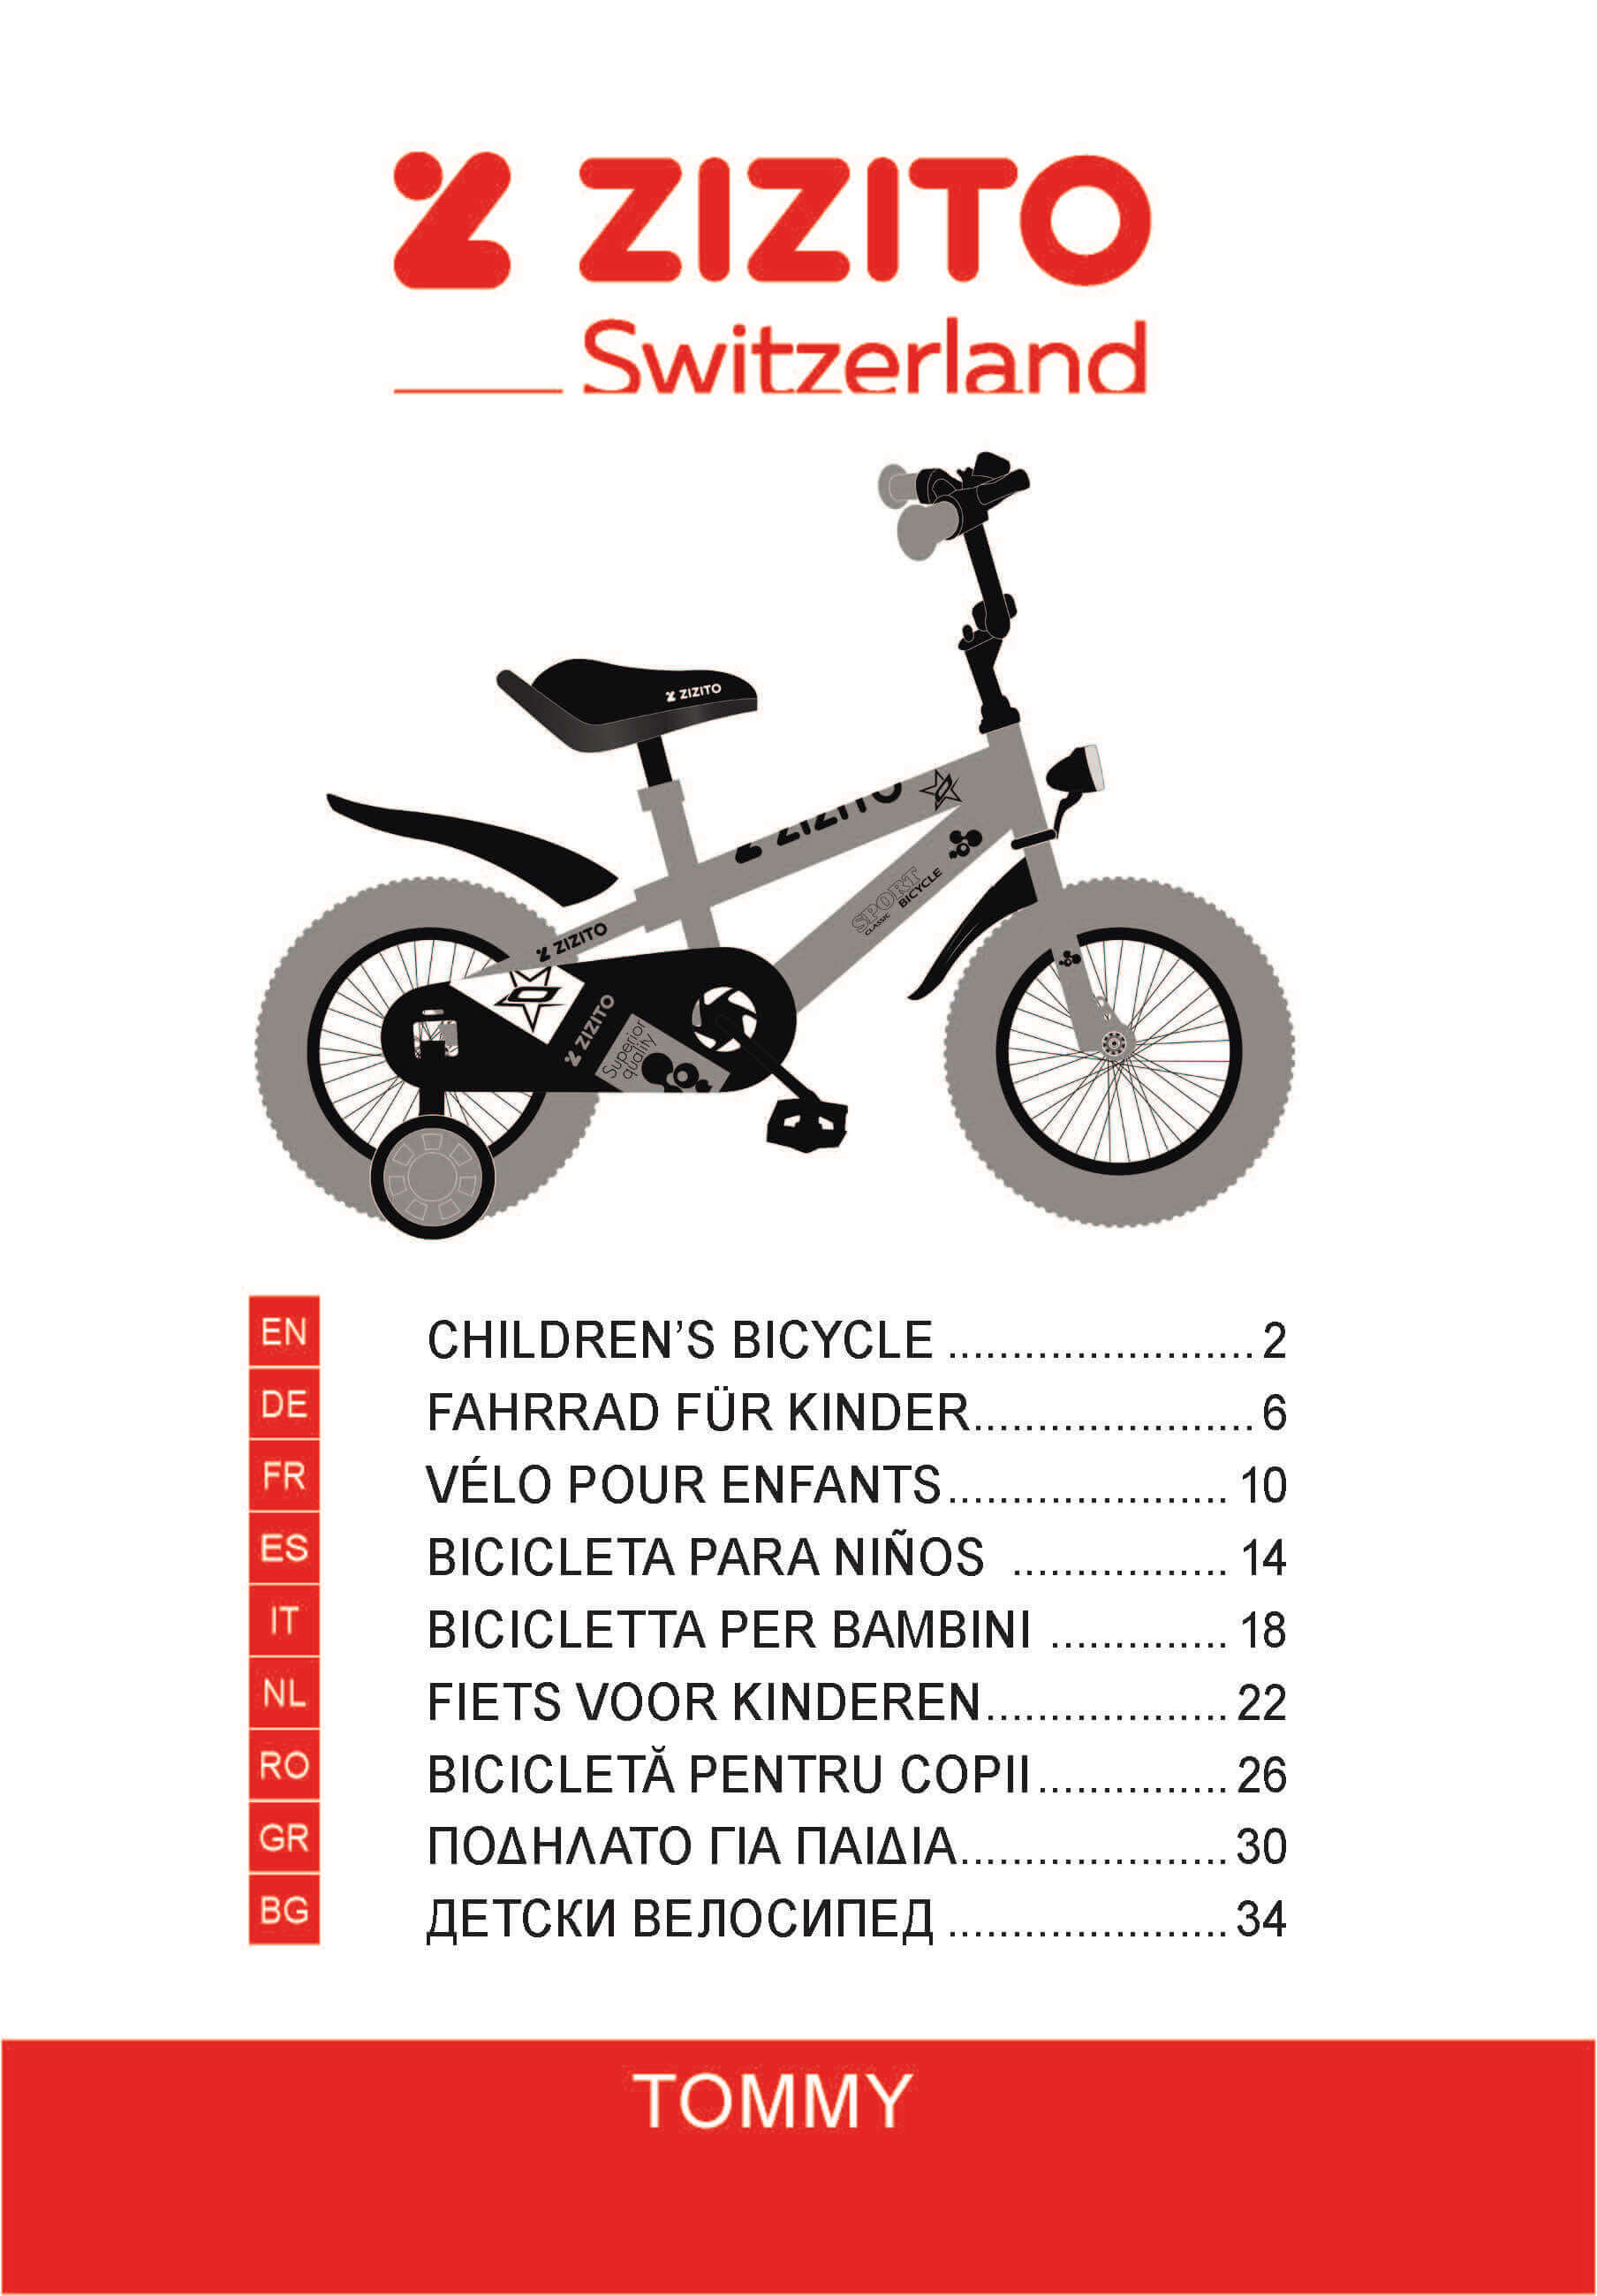 ZIZITO
Switzerland
ZIZITO
ZIZITO
SPORT
CLASSIC BICYCLE
ZIZITO
ZIZITO
Superior
quality
EN CHILDREN’S BICYCLE ........................ 2
DE FAHRRAD FÜR KINDER...................... 6
FR VÉLO POUR ENFANTS...................... 10
ES BICICLETA PARA NIÑOS ................. 14
IT BICICLETTA PER BAMBINI .............. 18
NL FIETS VOOR KINDEREN................... 22
RO BICICLETĂ PENTRU COPII............... 26
GR ΠΟΔΗΛΑΤΟ ΓΙΑ ΠΑΙΔΙΑ..................... 30
BG ДЕТСКИ ВЕЛОСИПЕД ...................... 34
TOMMY